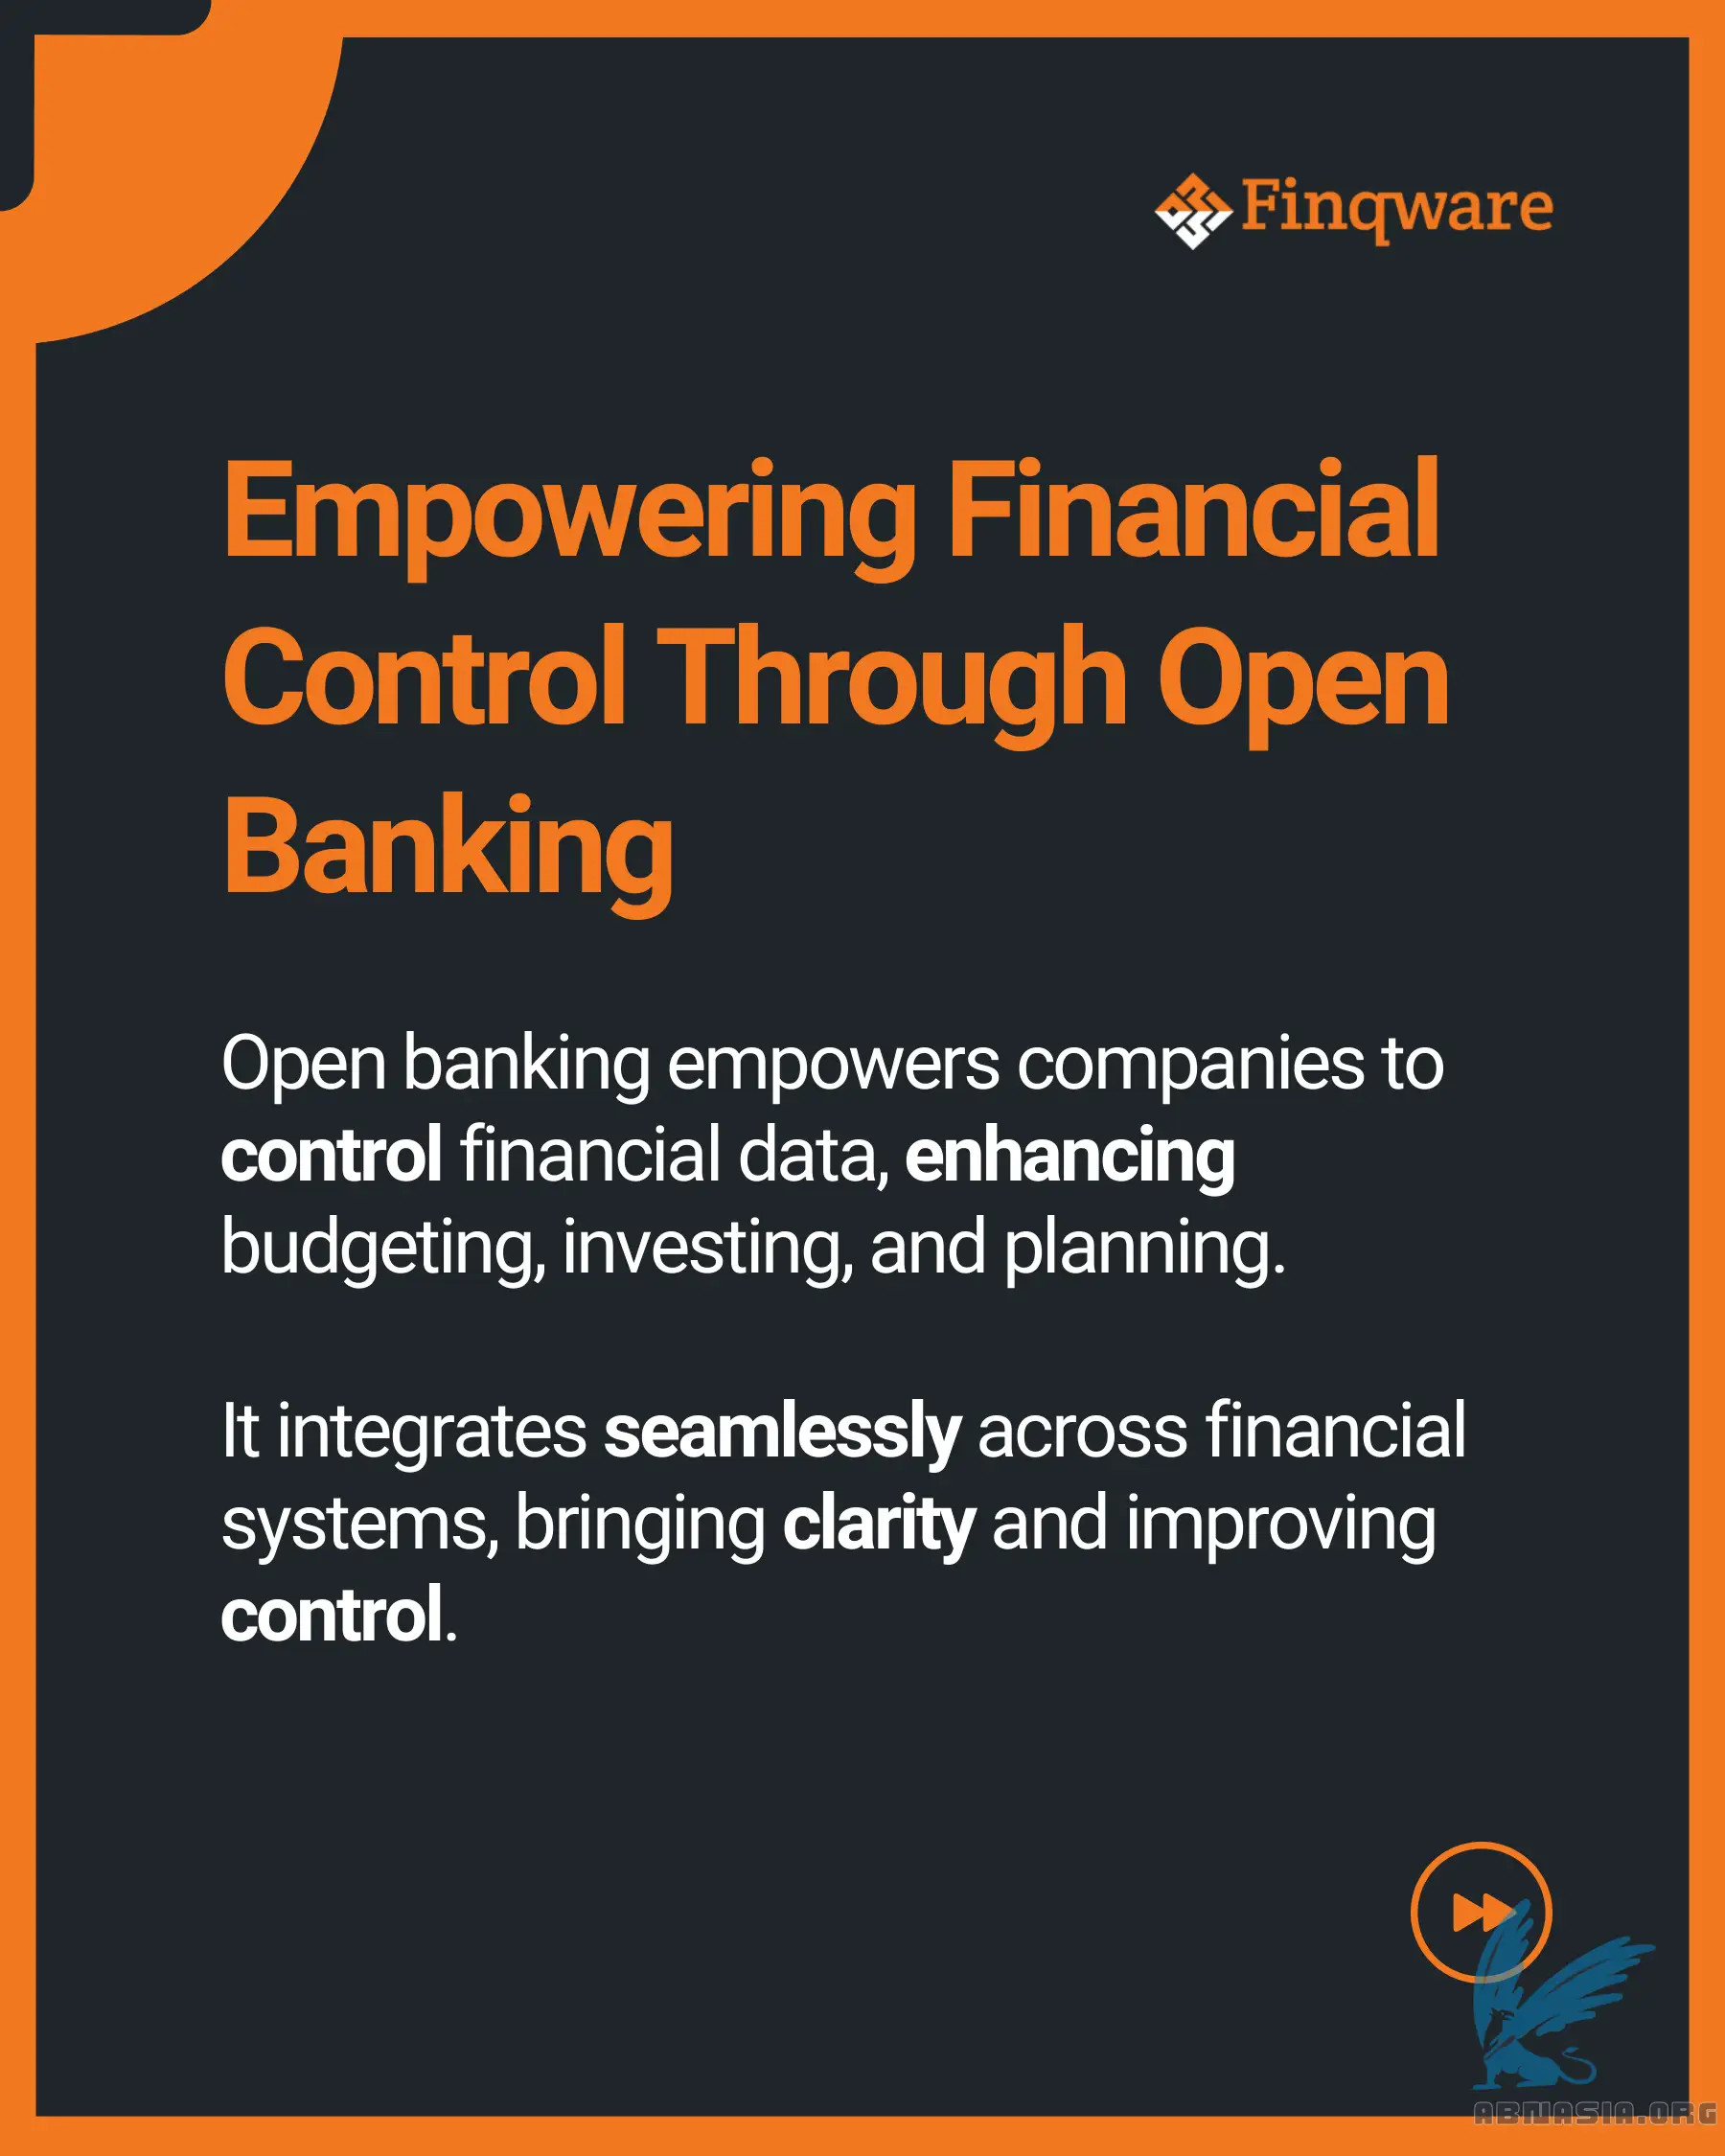 Finqware
Empowering Financial
Control Through Open
Banking
Open banking empowers companies to
control financial data, enhancing
budgeting, investing, and planning.
It integrates seamlessly across financial
systems, bringing clarity and improving
control.
ABNASIA.ORG